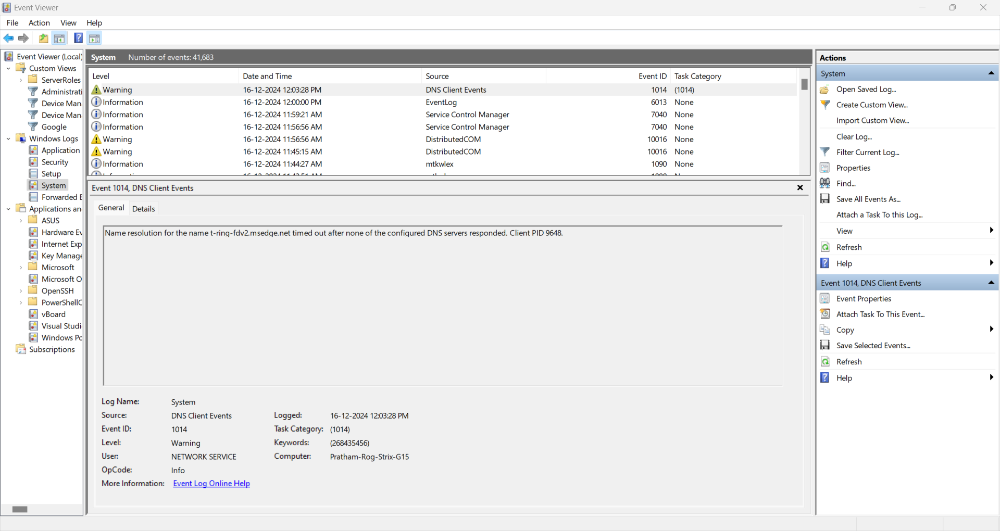 Event Viewer
File Action View Help
Event Viewer (Local)
Custom Views
ServerRoles
Administrati
Device Man
Device Man
Google
Windows Logs
Application
Security
Setup
System
Forwarded E
Applications an
ASUS
Hardware Ev
Internet Exp
Key Manage
Microsoft
Microsoft O
OpenSSH
PowerShellC
vBoard
Visual Studi
Windows Po
Subscriptions
System Number of events: 41,683
Level Date and Time Source Event ID Task Category
Warning 16-12-2024 12:03:28 PM DNS Client Events 1014 (1014)
Information 16-12-2024 12:00:00 PM EventLog 6013 None
Information 16-12-2024 11:59:21 AM Service Control Manager 7040 None
Information 16-12-2024 11:56:56 AM Service Control Manager 7040 None
Warning 16-12-2024 11:56:56 AM DistributedCOM 10016 None
Warning 16-12-2024 11:45:15 AM DistributedCOM 10016 None
Information 16-12-2024 11:44:27 AM mtkwlex 1090 None
Event 1014, DNS Client Events
General Details
Name resolution for the name t-ring-fdv2.msedge.net timed out after none of the configured DNS servers responded. Client PID 9648.
Log Name: System
Source: DNS Client Events Logged: 16-12-2024 12:03:28 PM
Event ID: 1014 Task Category: (1014)
Level: Warning Keywords: (268435456)
User: NETWORK SERVICE Computer: Pratham-Rog-Strix-G15
OpCode: Info
More Information: Event Log Online Help
Actions
System
Open Saved Log...
Create Custom View...
Import Custom View...
Clear Log...
Filter Current Log...
Properties
Find...
Save All Events As...
Attach a Task To this Log...
View
Refresh
Help
Event 1014, DNS Client Events
Event Properties
Attach Task To This Event...
Copy
Save Selected Events...
Refresh
Help